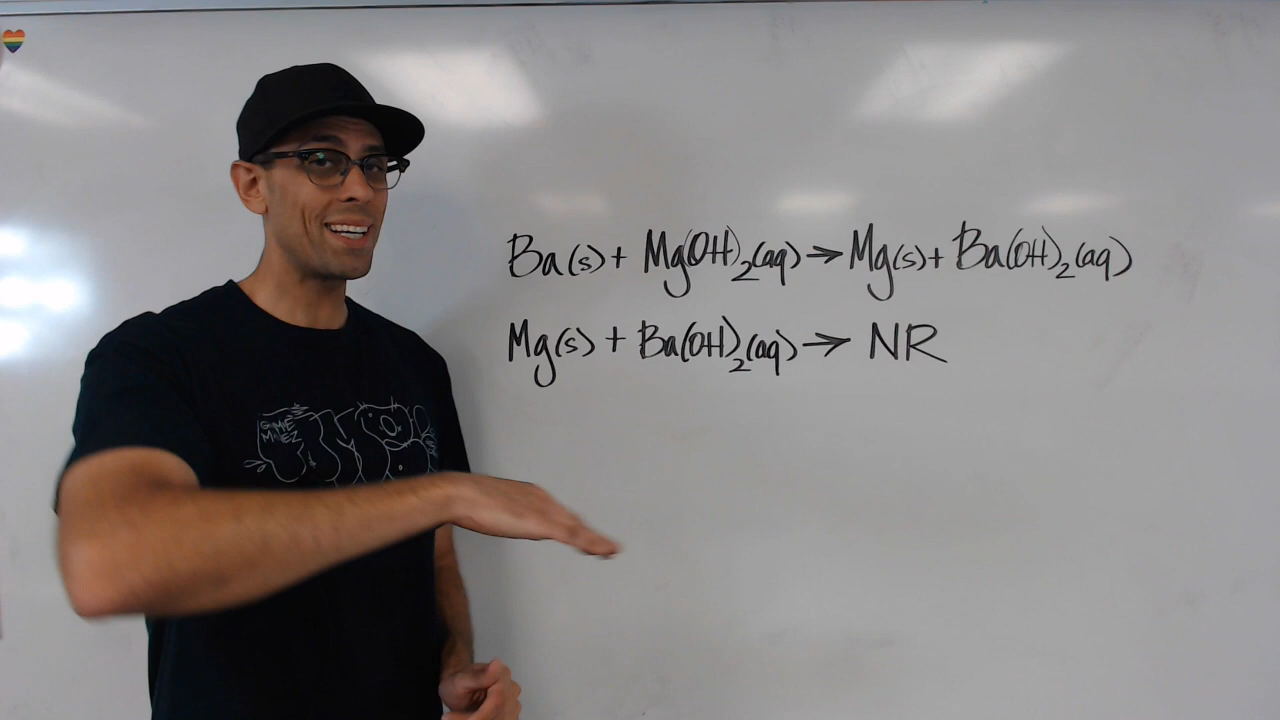 Ba(s) + Mg(OH)₂(aq) → Mg(s) + Ba(OH)₂(aq)
Mg(s) + Ba(OH)₂(aq) → NR